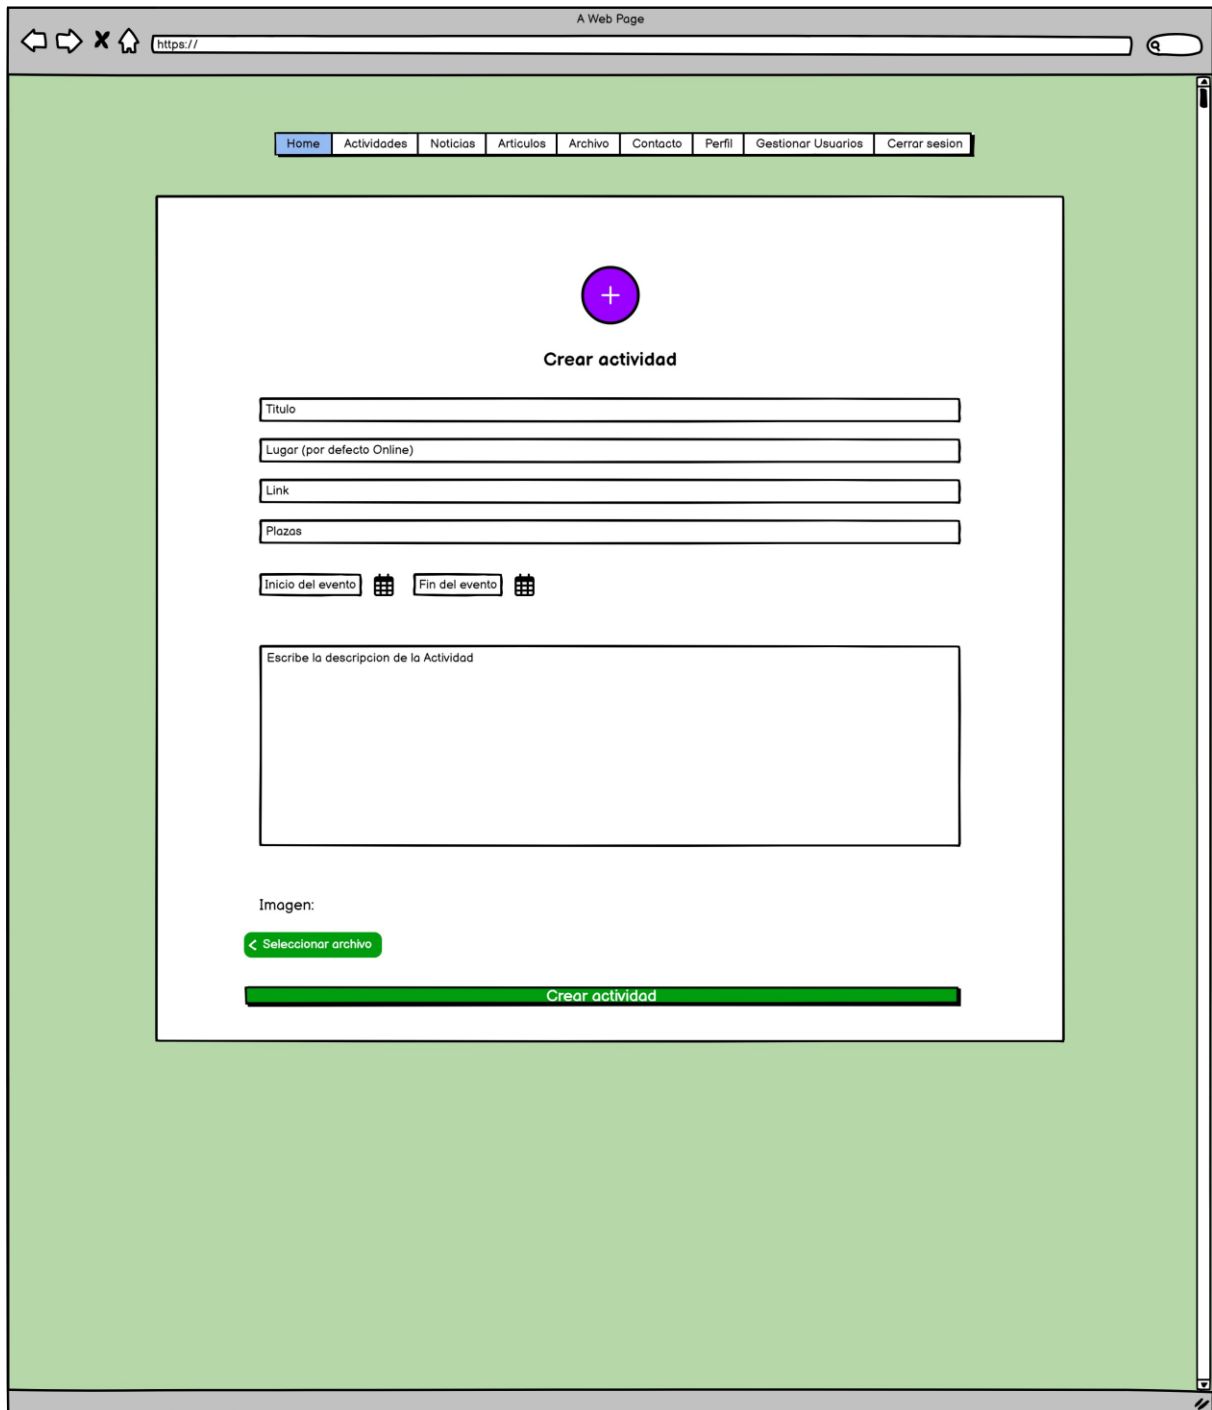 A Web Page
https://
Home Actividades Noticias Articulos Archivo Contacto Perfil Gestionar Usuarios Cerrar sesion
Crear actividad
Titulo
Lugar (por defecto Online)
Link
Plazas
Inicio del evento Fin del evento
Escribe la descripcion de la Actividad
Imagen:
Seleccionar archivo
Crear actividad